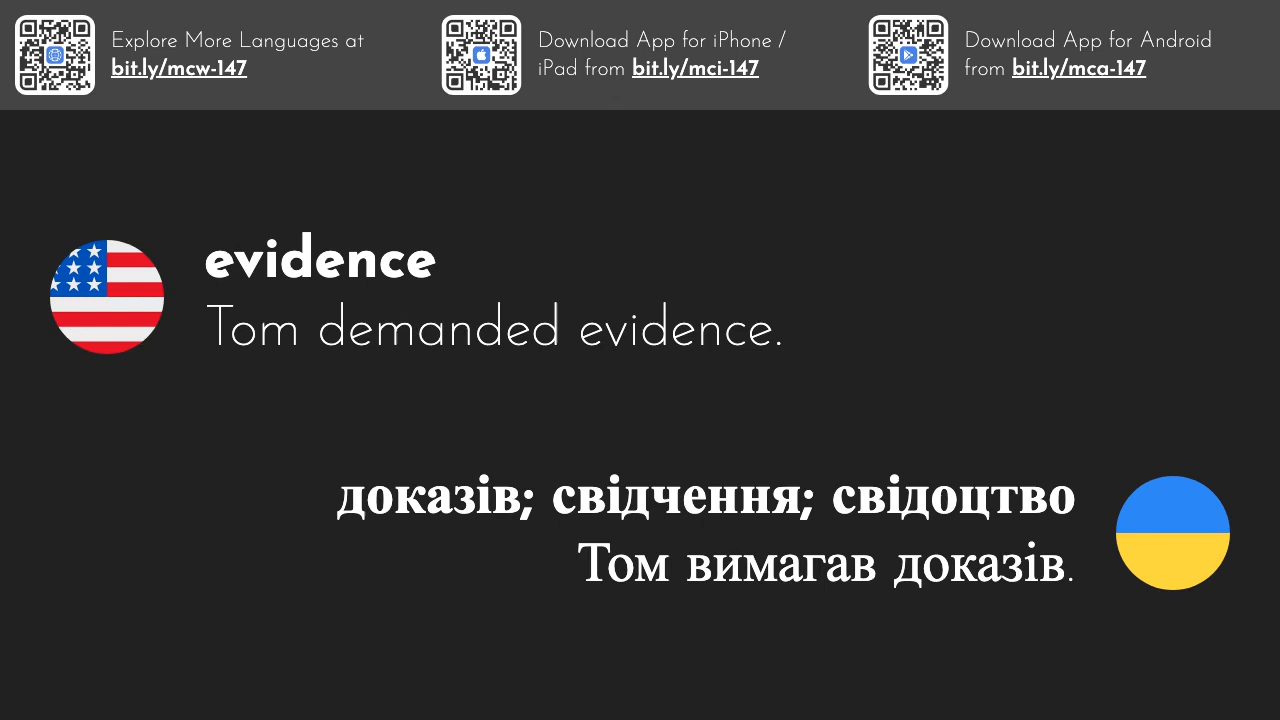 Explore More Languages at
bit.ly/mcw-147
Download App for iPhone /
iPad from bit.ly/mci-147
Download App for Android
from bit.ly/mca-147
evidence
Tom demanded evidence.
доказів; свідчення; свідоцтво
Том вимагав доказів.